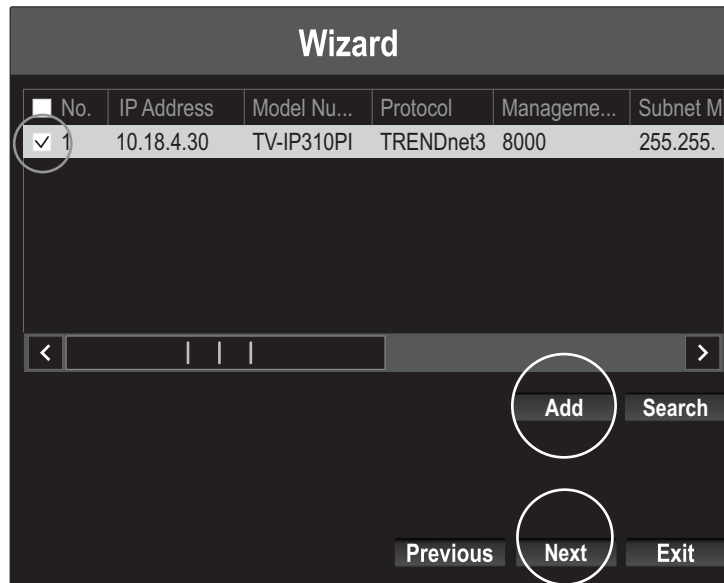 Wizard
No. IP Address Model Nu... Protocol Manageme... Subnet M
1 10.18.4.30 TV-IP310PI TRENDnet3 8000 255.255.
Add Search
Previous Next Exit